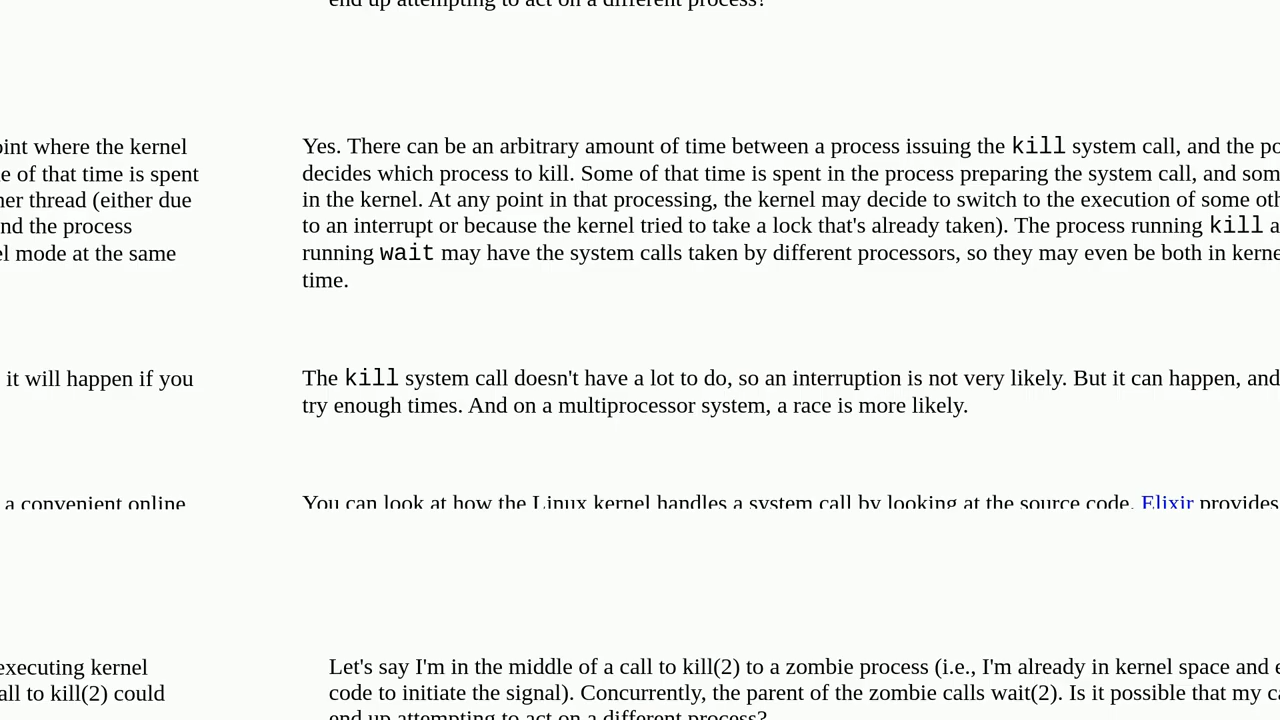 end up attempting to act on a different process?
oint where the kernel
e of that time is spent
her thread (either due
nd the process
el mode at the same
Yes. There can be an arbitrary amount of time between a process issuing the kill system call, and the po
decides which process to kill. Some of that time is spent in the process preparing the system call, and som
in the kernel. At any point in that processing, the kernel may decide to switch to the execution of some oth
to an interrupt or because the kernel tried to take a lock that's already taken). The process running kill a
running wait may have the system calls taken by different processors, so they may even be both in kerne
time.
it will happen if you
The kill system call doesn't have a lot to do, so an interruption is not very likely. But it can happen, and
try enough times. And on a multiprocessor system, a race is more likely.
a convenient online
You can look at how the Linux kernel handles a system call by looking at the source code. Elixir provides
executing kernel
all to kill(2) could
Let's say I'm in the middle of a call to kill(2) to a zombie process (i.e., I'm already in kernel space and e
code to initiate the signal). Concurrently, the parent of the zombie calls wait(2). Is it possible that my ca
end up attempting to act on a different process?